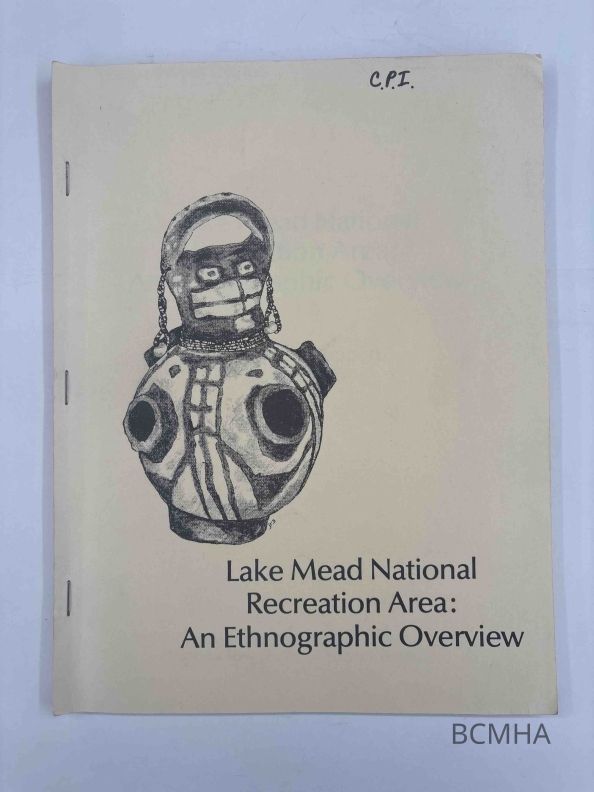 C.P.I.
Lake Mead National
Recreation Area:
An Ethnographic Overview
BCMHA